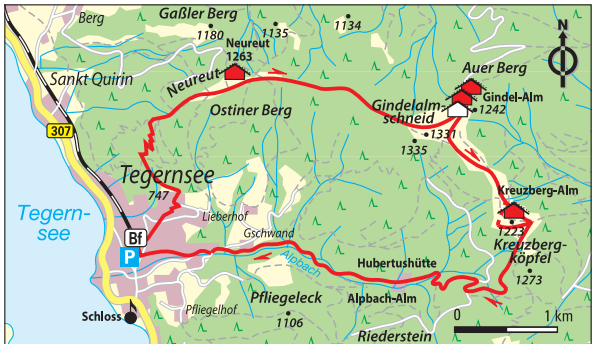 Berg
Gaßler Berg
1180
1135
1134
N
Sankt Quirin
Neureut
1263
Neureut
Auer Berg
Gindel-Alm
1242
307
Ostiner Berg
Gindelalm-
schneid
1331
1335
Tegernsee
747
Kreuzberg-Alm
1223
Lieberhof
Tegern-
see
Bf
P
Gschwand
Alpbach
Kreuzberg-
köpfel
1273
Hubertushütte
Alpbach-Alm
Pfliegelhof
Pfliegeleck
1106
Schloss
Riederstein
0
1 km